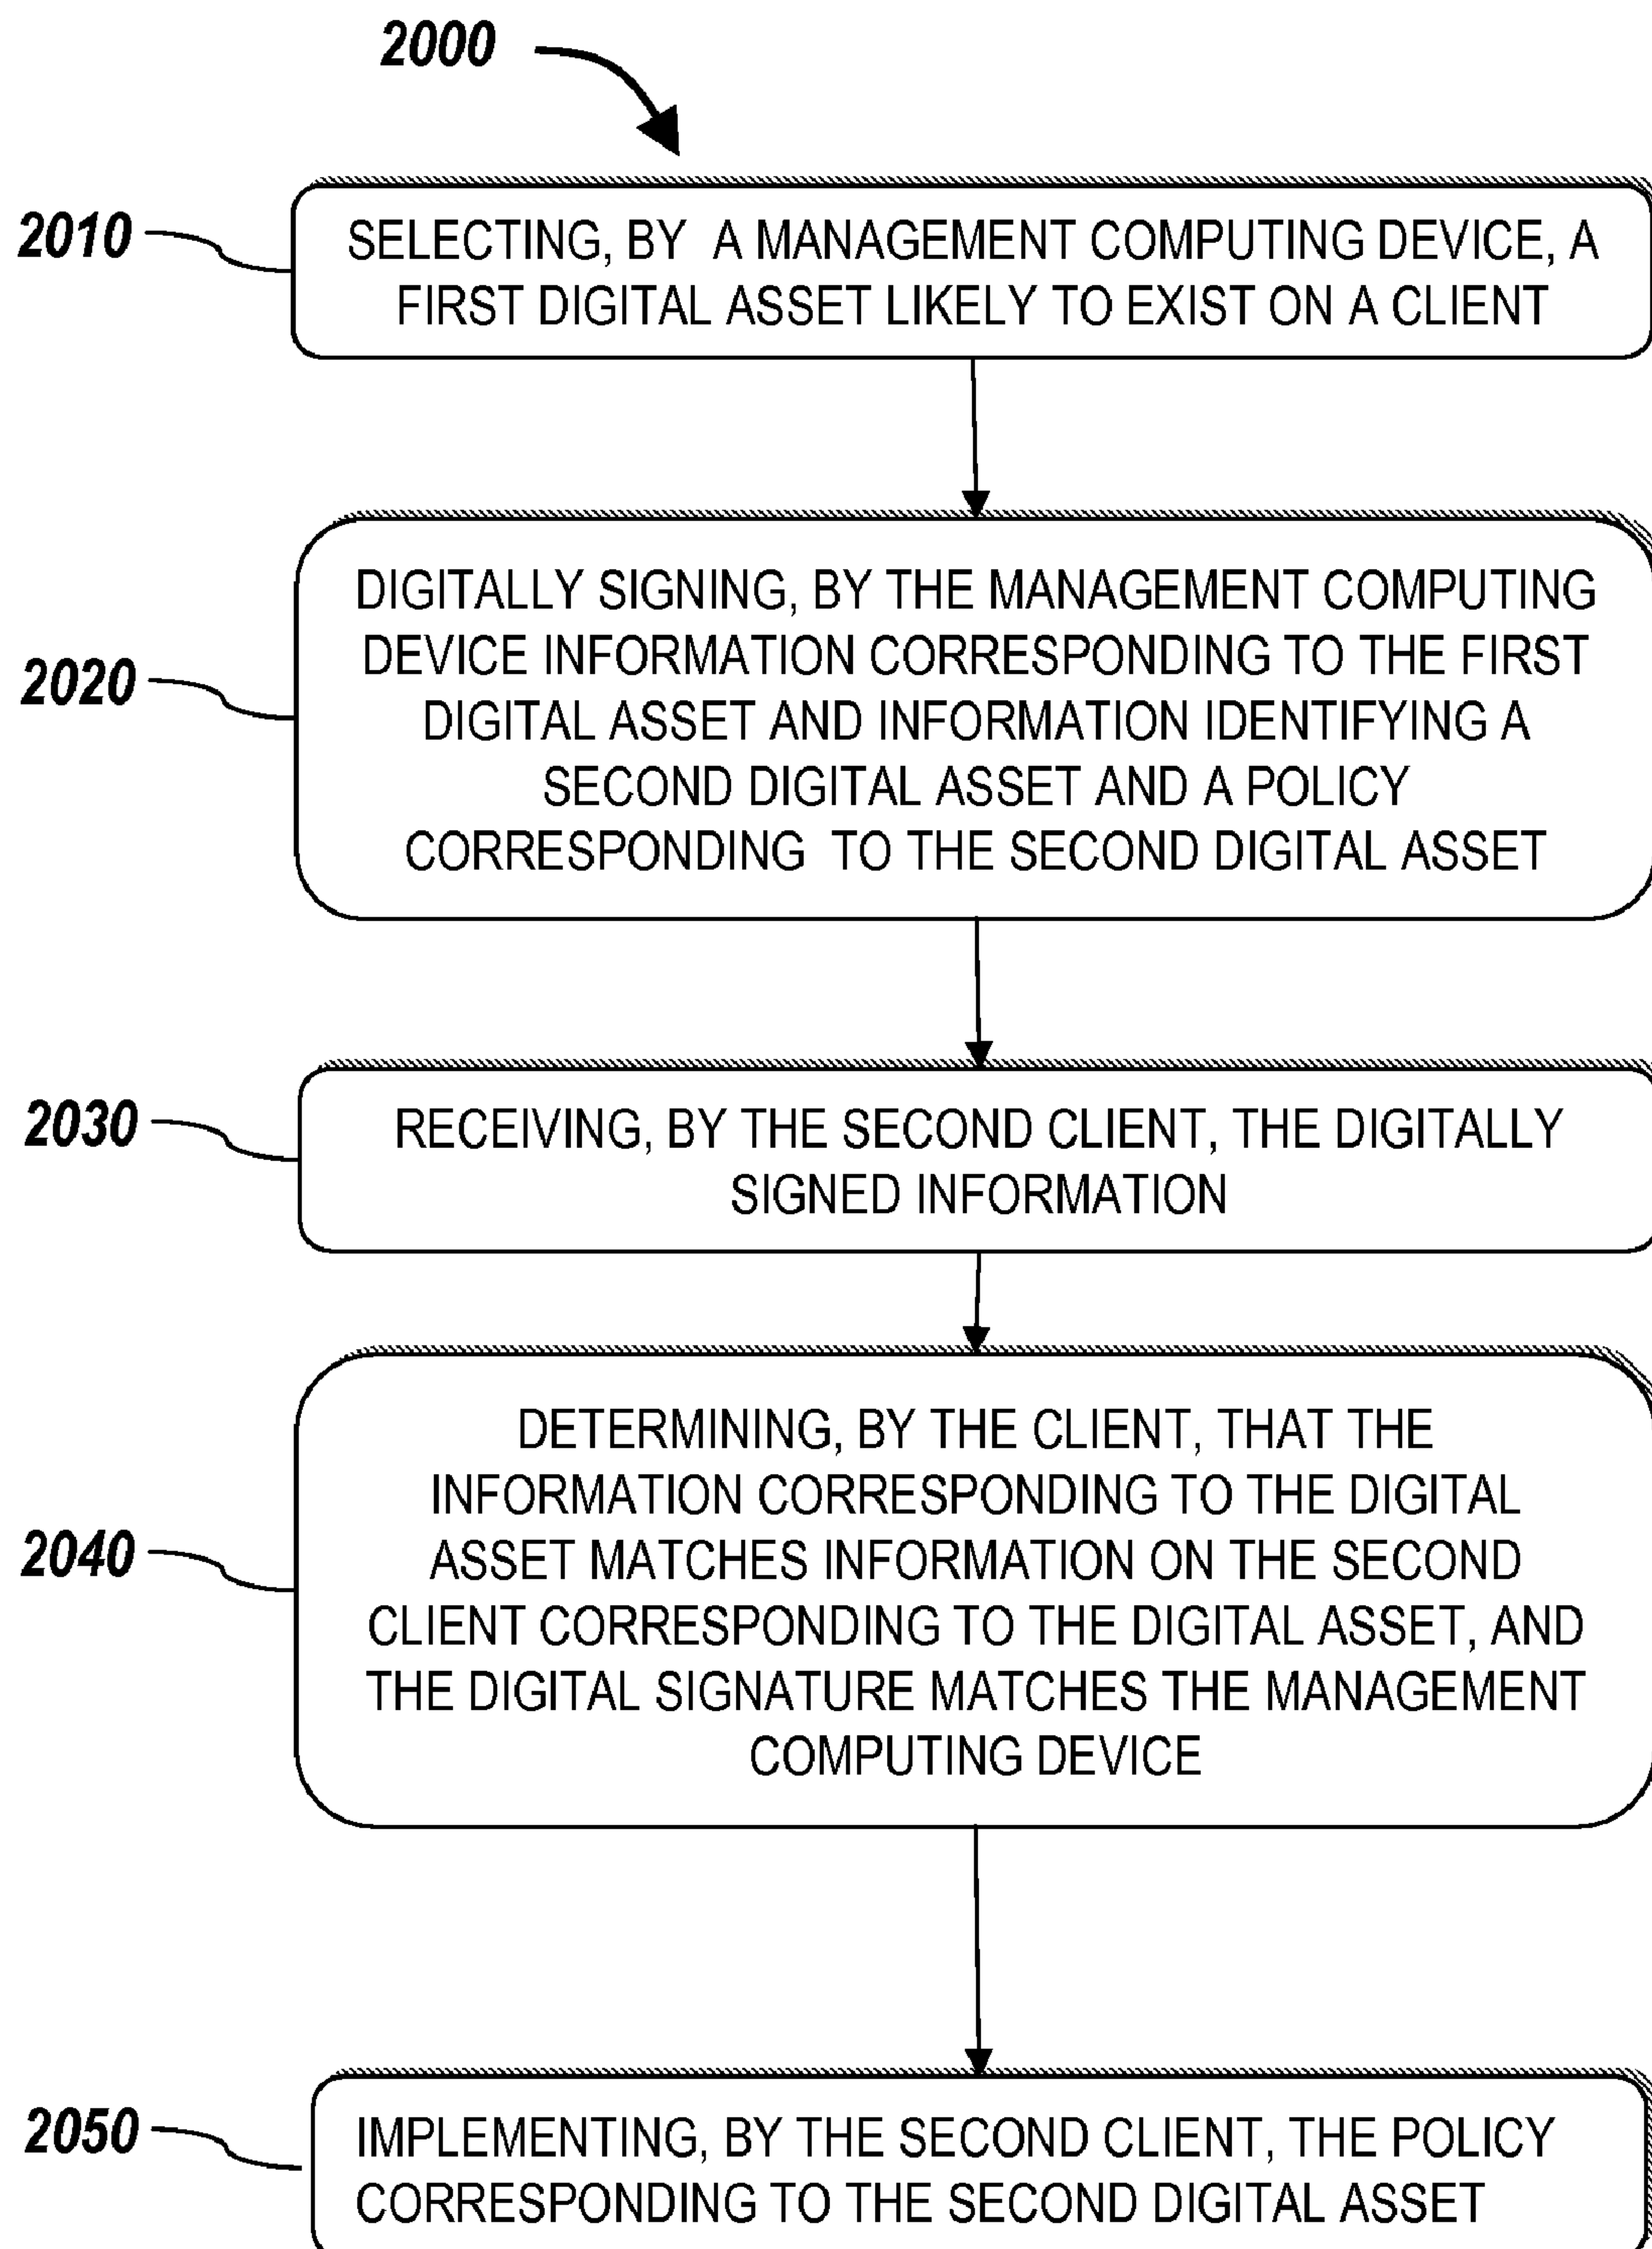 2000
2010
SELECTING, BY A MANAGEMENT COMPUTING DEVICE, A
FIRST DIGITAL ASSET LIKELY TO EXIST ON A CLIENT
2020
DIGITALLY SIGNING, BY THE MANAGEMENT COMPUTING
DEVICE INFORMATION CORRESPONDING TO THE FIRST
DIGITAL ASSET AND INFORMATION IDENTIFYING A
SECOND DIGITAL ASSET AND A POLICY
CORRESPONDING TO THE SECOND DIGITAL ASSET
2030
RECEIVING, BY THE SECOND CLIENT, THE DIGITALLY
SIGNED INFORMATION
2040
DETERMINING, BY THE CLIENT, THAT THE
INFORMATION CORRESPONDING TO THE DIGITAL
ASSET MATCHES INFORMATION ON THE SECOND
CLIENT CORRESPONDING TO THE DIGITAL ASSET, AND
THE DIGITAL SIGNATURE MATCHES THE MANAGEMENT
COMPUTING DEVICE
2050
IMPLEMENTING, BY THE SECOND CLIENT, THE POLICY
CORRESPONDING TO THE SECOND DIGITAL ASSET